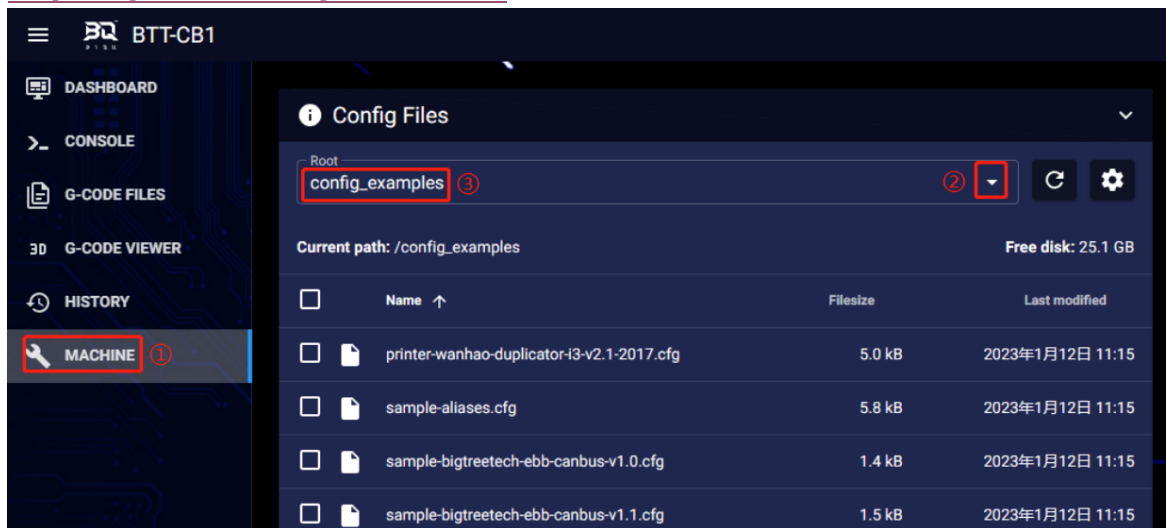 BTT-CB1
DASHBOARD
CONSOLE
G-CODE FILES
3D G-CODE VIEWER
HISTORY
MACHINE ①
Config Files
Root
config_examples ③ ②
Current path: /config_examples Free disk: 25.1 GB
Name ↑ Filesize Last modified
printer-wanhao-duplicator-i3-v2.1-2017.cfg 5.0 kB 2023年1月12日 11:15
sample-aliases.cfg 5.8 kB 2023年1月12日 11:15
sample-bigtreetech-ebb-canbus-v1.0.cfg 1.4 kB 2023年1月12日 11:15
sample-bigtreetech-ebb-canbus-v1.1.cfg 1.5 kB 2023年1月12日 11:15